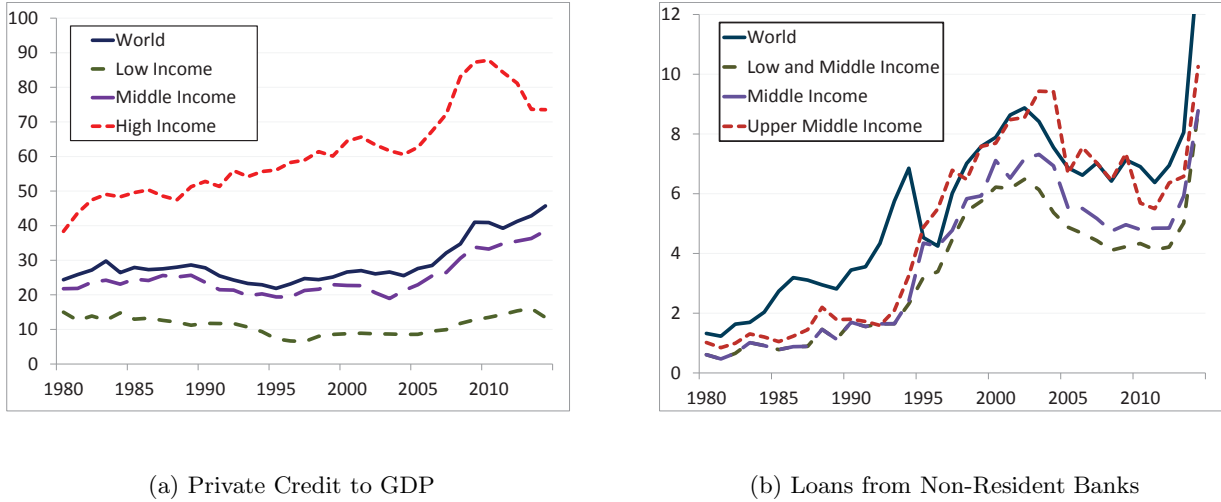 100
90
80
70
60
50
40
30
20
10
0
World
Low Income
Middle Income
High Income
1980 1985 1990 1995 2000 2005 2010
(a) Private Credit to GDP
12
10
8
6
4
2
0
World
Low and Middle Income
Middle Income
Upper Middle Income
1980 1985 1990 1995 2000 2005 2010
(b) Loans from Non-Resident Banks